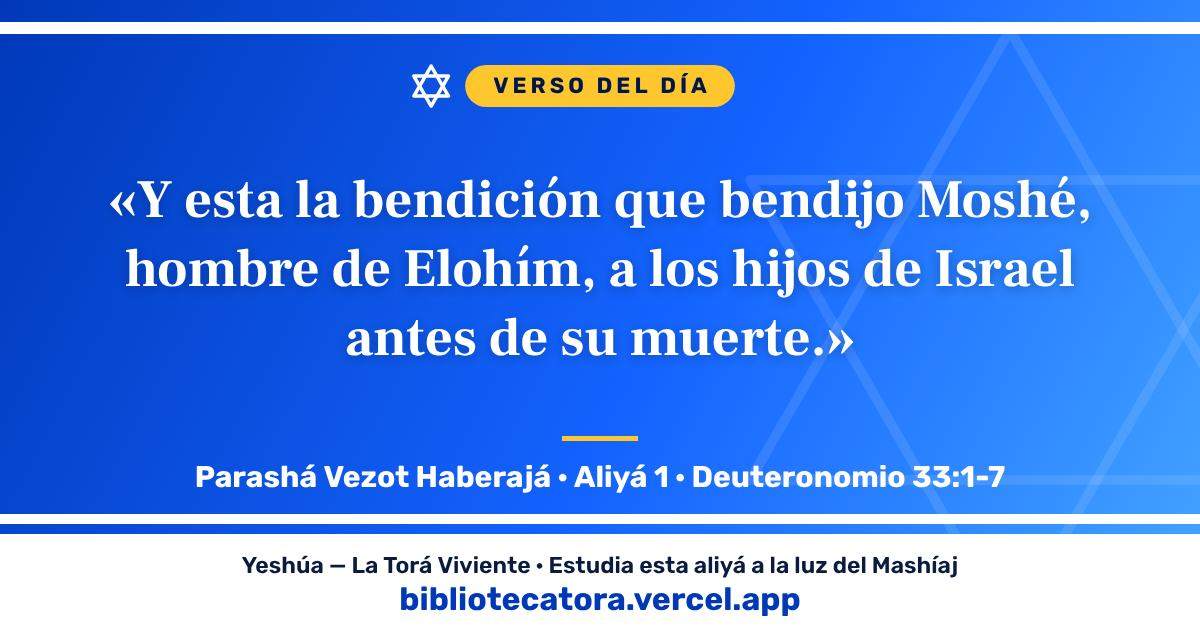 VERSO DEL DÍA
«Y esta la bendición que bendijo Moshé,
hombre de Elohím, a los hijos de Israel
antes de su muerte.»
Parashá Vezot Haberajá • Aliyá 1 • Deuteronomio 33:1-7
Yeshúa — La Torá Viviente • Estudia esta aliyá a la luz del Mashíaj
bibliotecatora.vercel.app